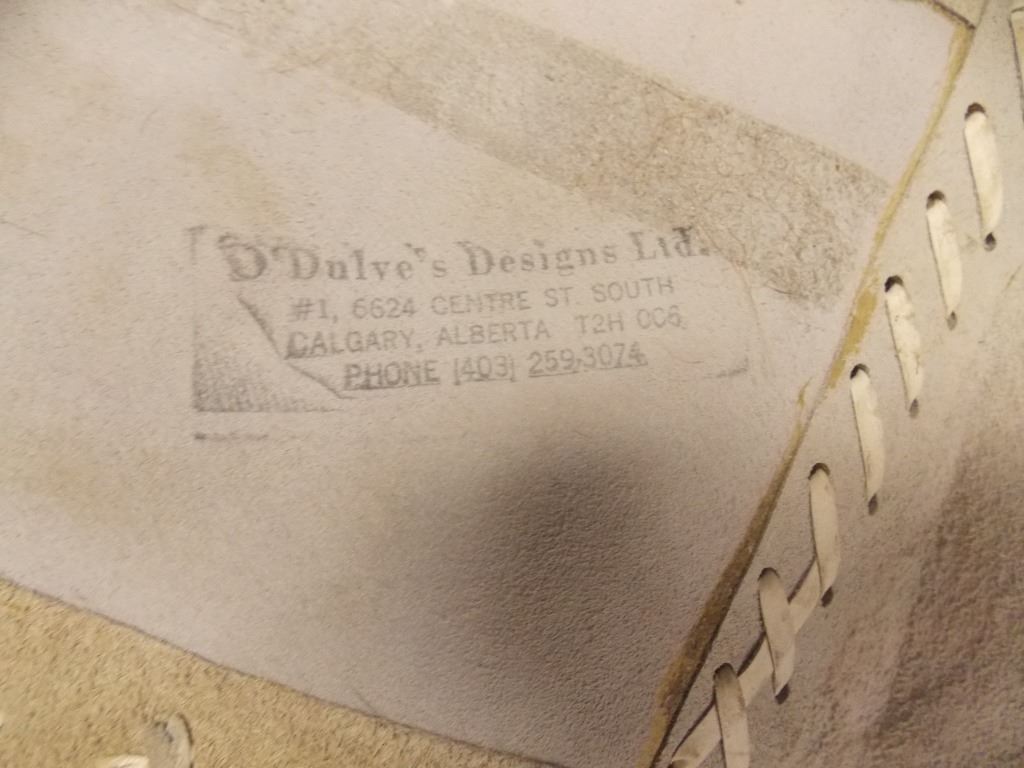 D'Dulve's Designs Ltd.
#1, 6624 CENTRE ST. SOUTH
CALGARY, ALBERTA T2H 0C6
PHONE (403) 259-3074